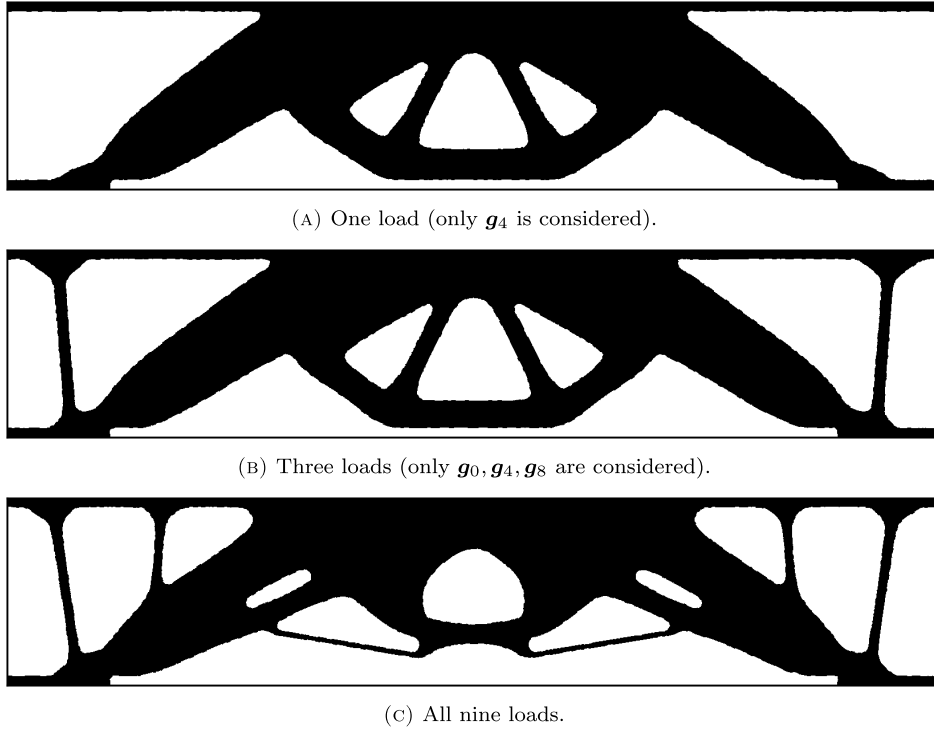 (A) One load (only g₄ is considered).
(B) Three loads (only g₀, g₄, g₈ are considered).
(C) All nine loads.